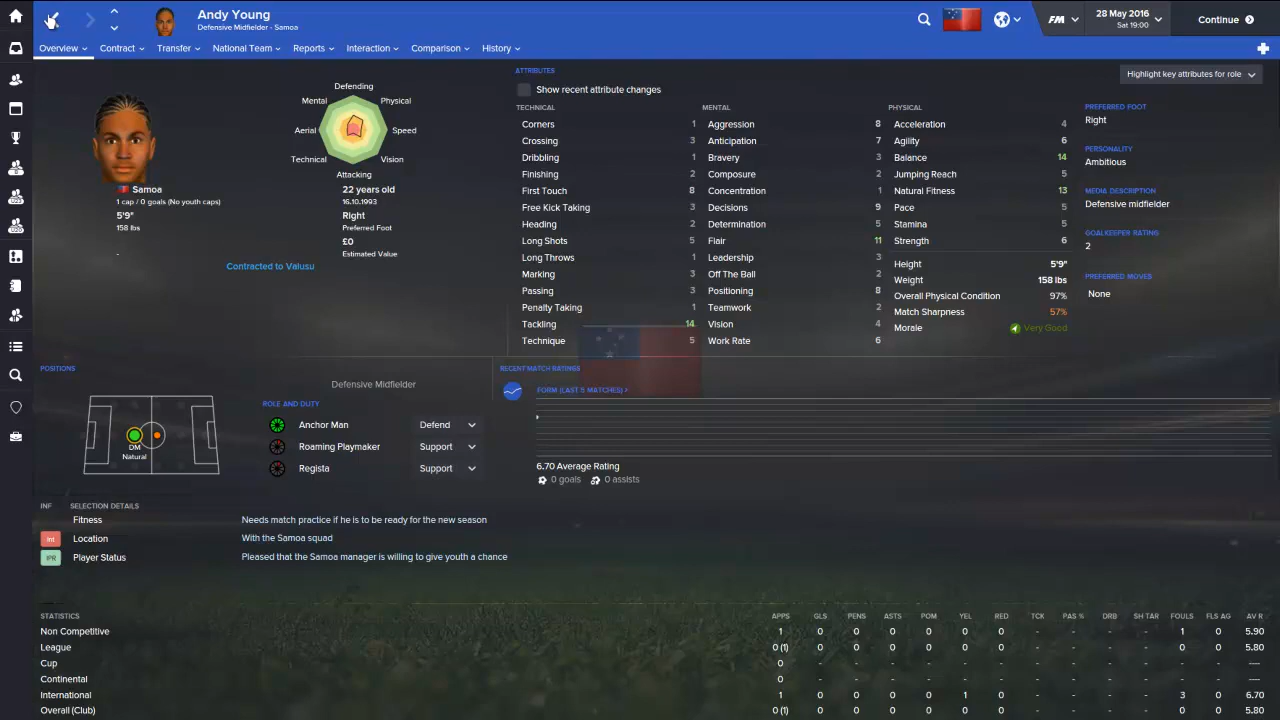 Andy Young
Defensive Midfielder - Samoa
FM
28 May 2016
Sat 19:00
Continue
Overview
Contract
Transfer
National Team
Reports
Interaction
Comparison
History
Samoa
1 cap / 0 goals (No youth caps)
5'9"
158 lbs
-
Defending
Mental
Physical
Aerial
Speed
Technical
Vision
Attacking
22 years old
16.10.1993
Right
Preferred Foot
£0
Estimated Value
Contracted to Valusu
ATTRIBUTES
Show recent attribute changes
Highlight key attributes for role
TECHNICAL
Corners 1
Crossing 3
Dribbling 1
Finishing 2
First Touch 8
Free Kick Taking 3
Heading 2
Long Shots 5
Long Throws 1
Marking 3
Passing 3
Penalty Taking 1
Tackling 14
Technique 5
MENTAL
Aggression 8
Anticipation 7
Bravery 3
Composure 2
Concentration 1
Decisions 9
Determination 5
Flair 11
Leadership 3
Off The Ball 2
Positioning 8
Teamwork 2
Vision 4
Work Rate 6
PHYSICAL
Acceleration 4
Agility 6
Balance 14
Jumping Reach 5
Natural Fitness 13
Pace 5
Stamina 5
Strength 6
Height 5'9"
Weight 158 lbs
Overall Physical Condition 97%
Match Sharpness 57%
Morale Very Good
PREFERRED FOOT
Right
PERSONALITY
Ambitious
MEDIA DESCRIPTION
Defensive midfielder
GOALKEEPER RATING
2
PREFERRED MOVES
None
POSITIONS
DM
Natural
Defensive Midfielder
ROLE AND DUTY
Anchor Man Defend
Roaming Playmaker Support
Regista Support
RECENT MATCH RATINGS
FORM (LAST 5 MATCHES) >
6.70 Average Rating
0 goals 0 assists
INF SELECTION DETAILS
Fitness Needs match practice if he is to be ready for the new season
Int Location With the Samoa squad
IPR Player Status Pleased that the Samoa manager is willing to give youth a chance
STATISTICS APPS GLS PENS ASTS POM YEL RED TCK PAS % DRB SH TAR FOULS FLS AG AV R
Non Competitive 1 0 0 0 0 0 0 - - - - 1 0 5.90
League 0 (1) 0 0 0 0 0 0 - - - - 0 0 5.80
Cup 0 - - - - - - - - - - - - ---
Continental 0 - - - - - - - - - - - - ---
International 1 0 0 0 0 1 0 - - - - 3 0 6.70
Overall (Club) 0 (1) 0 0 0 0 0 0 - - - - 0 0 5.80